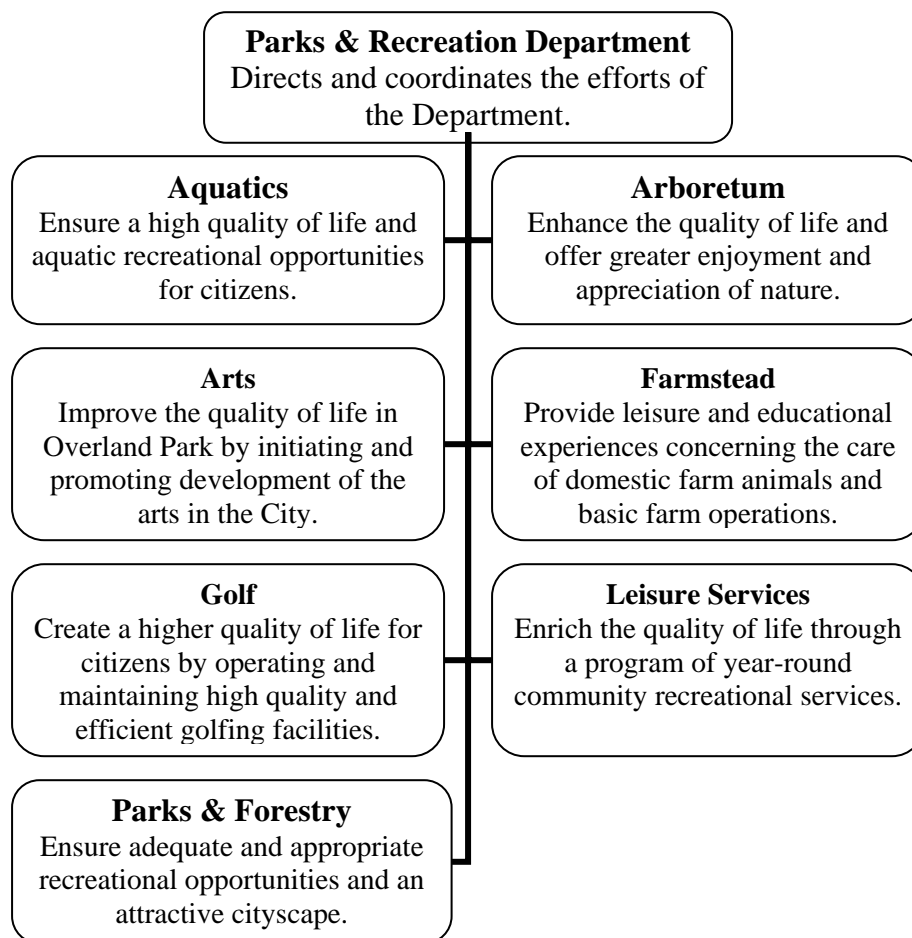 Parks & Recreation Department
Directs and coordinates the efforts of
the Department.
Aquatics
Ensure a high quality of life and
aquatic recreational opportunities
for citizens.
Arboretum
Enhance the quality of life and
offer greater enjoyment and
appreciation of nature.
Arts
Improve the quality of life in
Overland Park by initiating and
promoting development of the
arts in the City.
Farmstead
Provide leisure and educational
experiences concerning the care
of domestic farm animals and
basic farm operations.
Golf
Create a higher quality of life for
citizens by operating and
maintaining high quality and
efficient golfing facilities.
Leisure Services
Enrich the quality of life through
a program of year-round
community recreational services.
Parks & Forestry
Ensure adequate and appropriate
recreational opportunities and an
attractive cityscape.